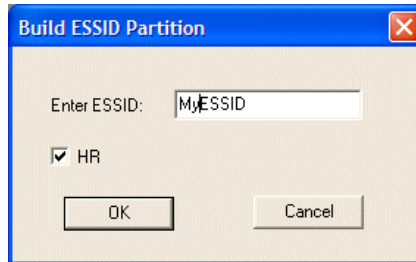 Build ESSID Partition
Enter ESSID: MyESSID
HR
OK Cancel